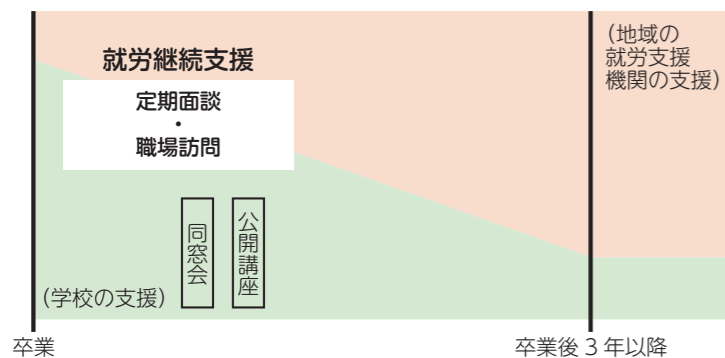 就労継続支援
定期面談
・
職場訪問
(地域の
就労支援
機関の支援)
同窓会
公開講座
(学校の支援)
卒業
卒業後 3 年以降